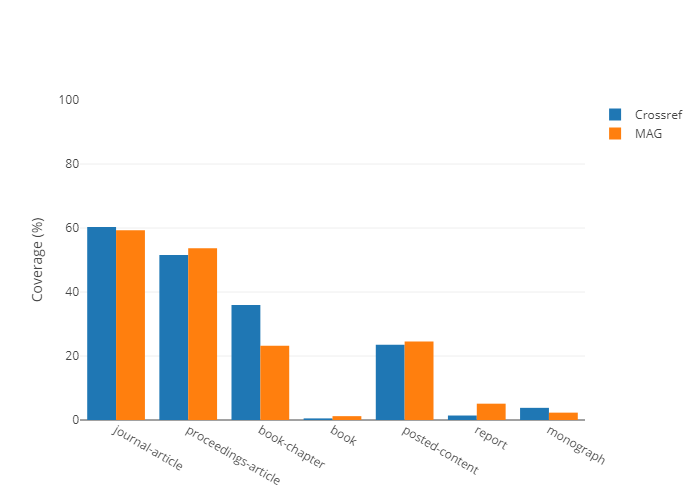 100
80
60
40
20
0
Coverage (%)
journal-article
proceedings-article
book-chapter
book
posted-content
report
monograph
Crossref
MAG